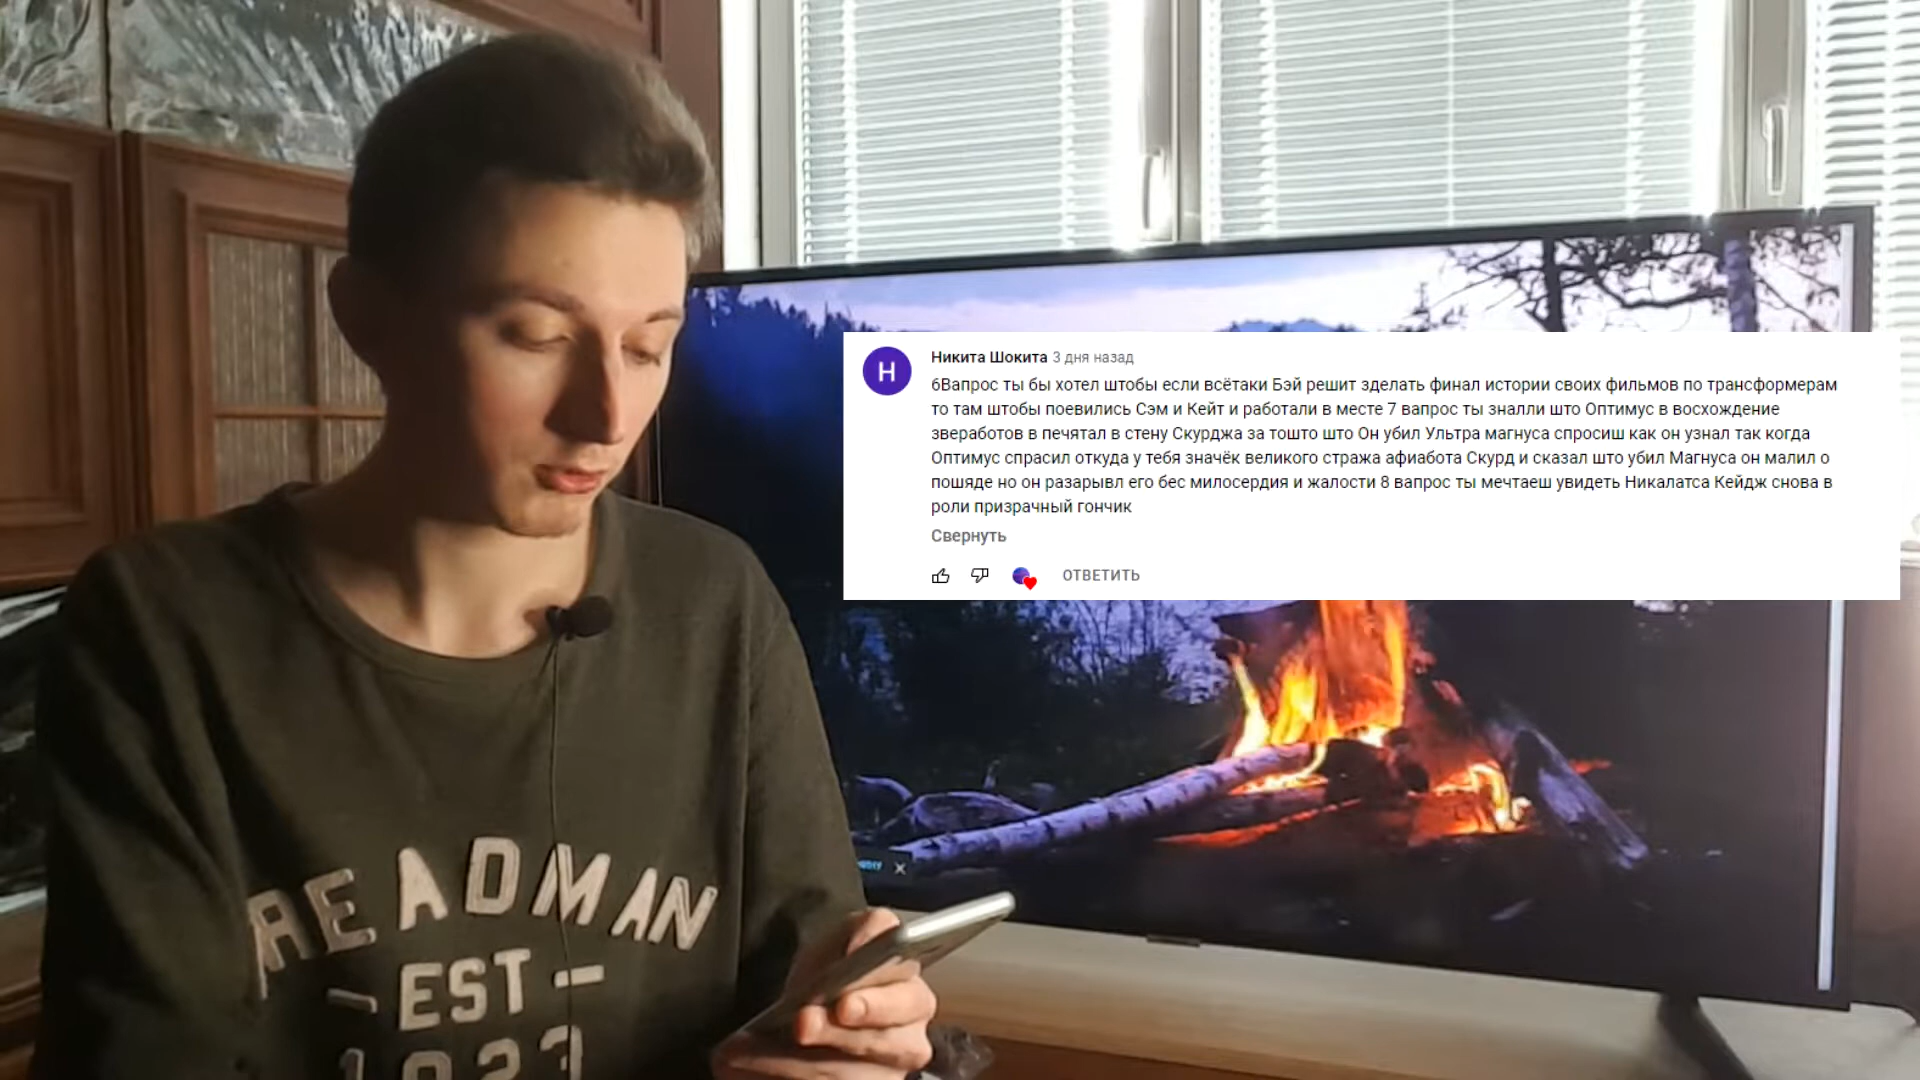 Н
Никита Шокита 3 дня назад
6Вапрос ты бы хотел штобы если всётаки Бэй решит зделать финал истории своих фильмов по трансформерам
то там штобы поевились Сэм и Кейт и работали в месте 7 вапрос ты зналли што Оптимус в восхождение
зверабoтов в печятал в стену Скурджа за тошто што Он убил Ультра магнуса спросиш как он узнал так когда
Оптимус спрасил откуда у тебя значёк великого стража афиабота Скурд и сказал што убил Магнуса он малил о
пошяде но он разарывл его бес милосердия и жалости 8 вапрос ты мечтаеш увидеть Никалатса Кейдж снова в
роли призрачный гончик
Свернуть
ОТВЕТИТЬ
READMAN
EST